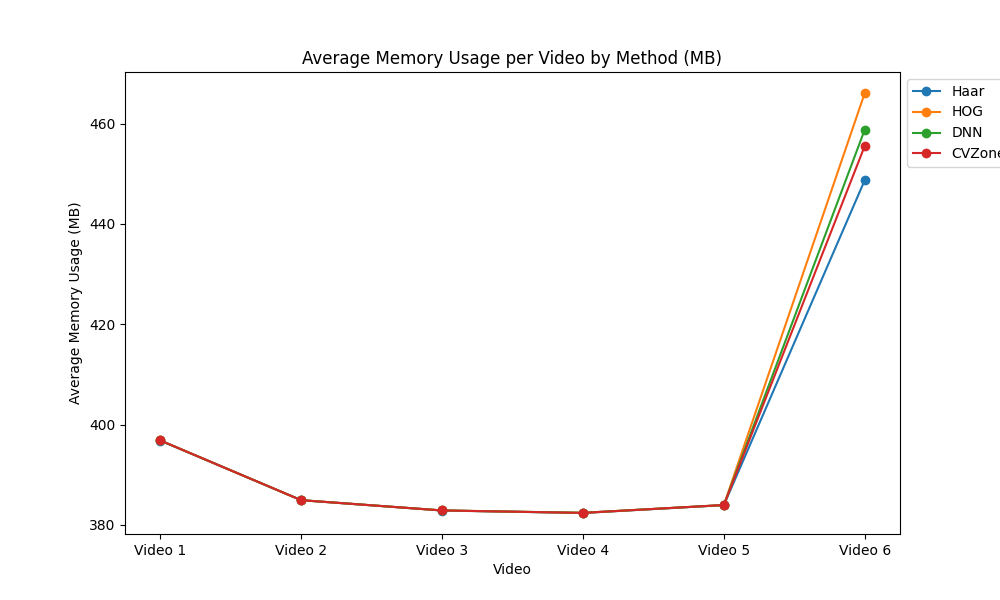 Average Memory Usage per Video by Method (MB)
Haar
HOG
DNN
CVZone
Average Memory Usage (MB)
460
440
420
400
380
Video 1 Video 2 Video 3 Video 4 Video 5 Video 6
Video